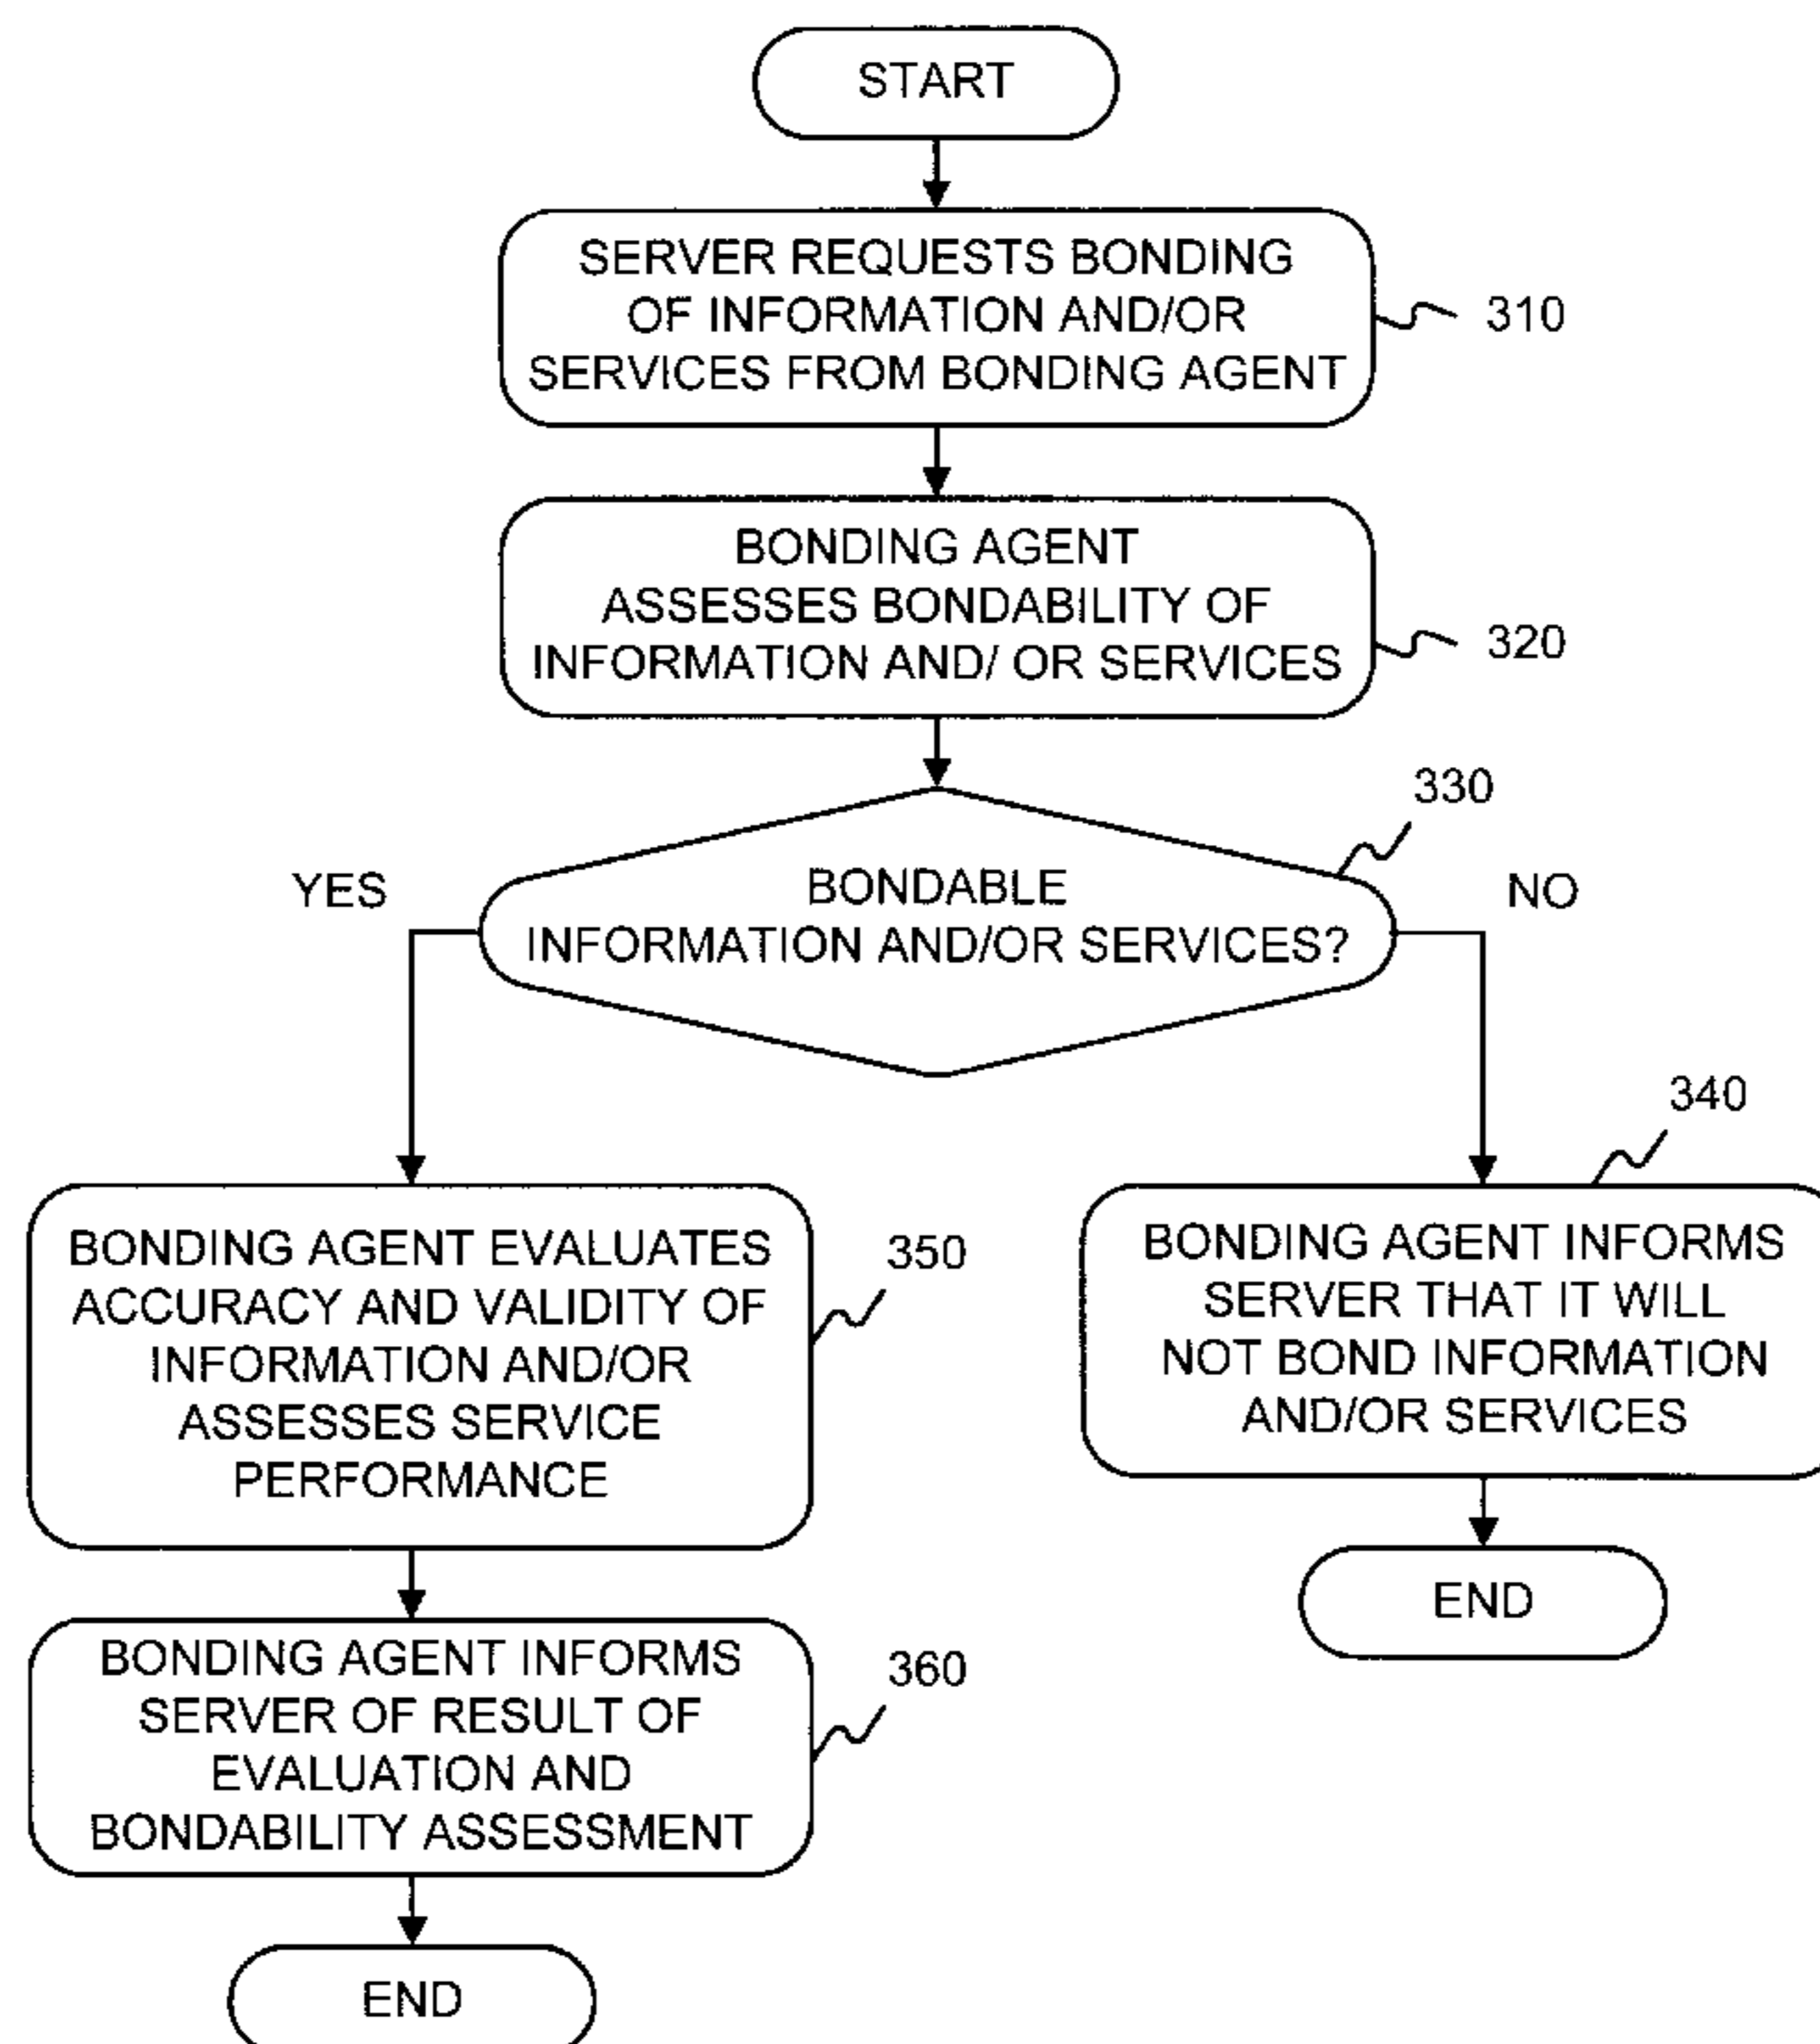 START
SERVER REQUESTS BONDING
OF INFORMATION AND/OR
SERVICES FROM BONDING AGENT
310
BONDING AGENT
ASSESSES BONDABILITY OF
INFORMATION AND/ OR SERVICES
320
330
YES
BONDABLE
INFORMATION AND/OR SERVICES?
NO
340
BONDING AGENT EVALUATES
ACCURACY AND VALIDITY OF
INFORMATION AND/OR
ASSESSES SERVICE
PERFORMANCE
350
BONDING AGENT INFORMS
SERVER THAT IT WILL
NOT BOND INFORMATION
AND/OR SERVICES
END
BONDING AGENT INFORMS
SERVER OF RESULT OF
EVALUATION AND
BONDABILITY ASSESSMENT
360
END